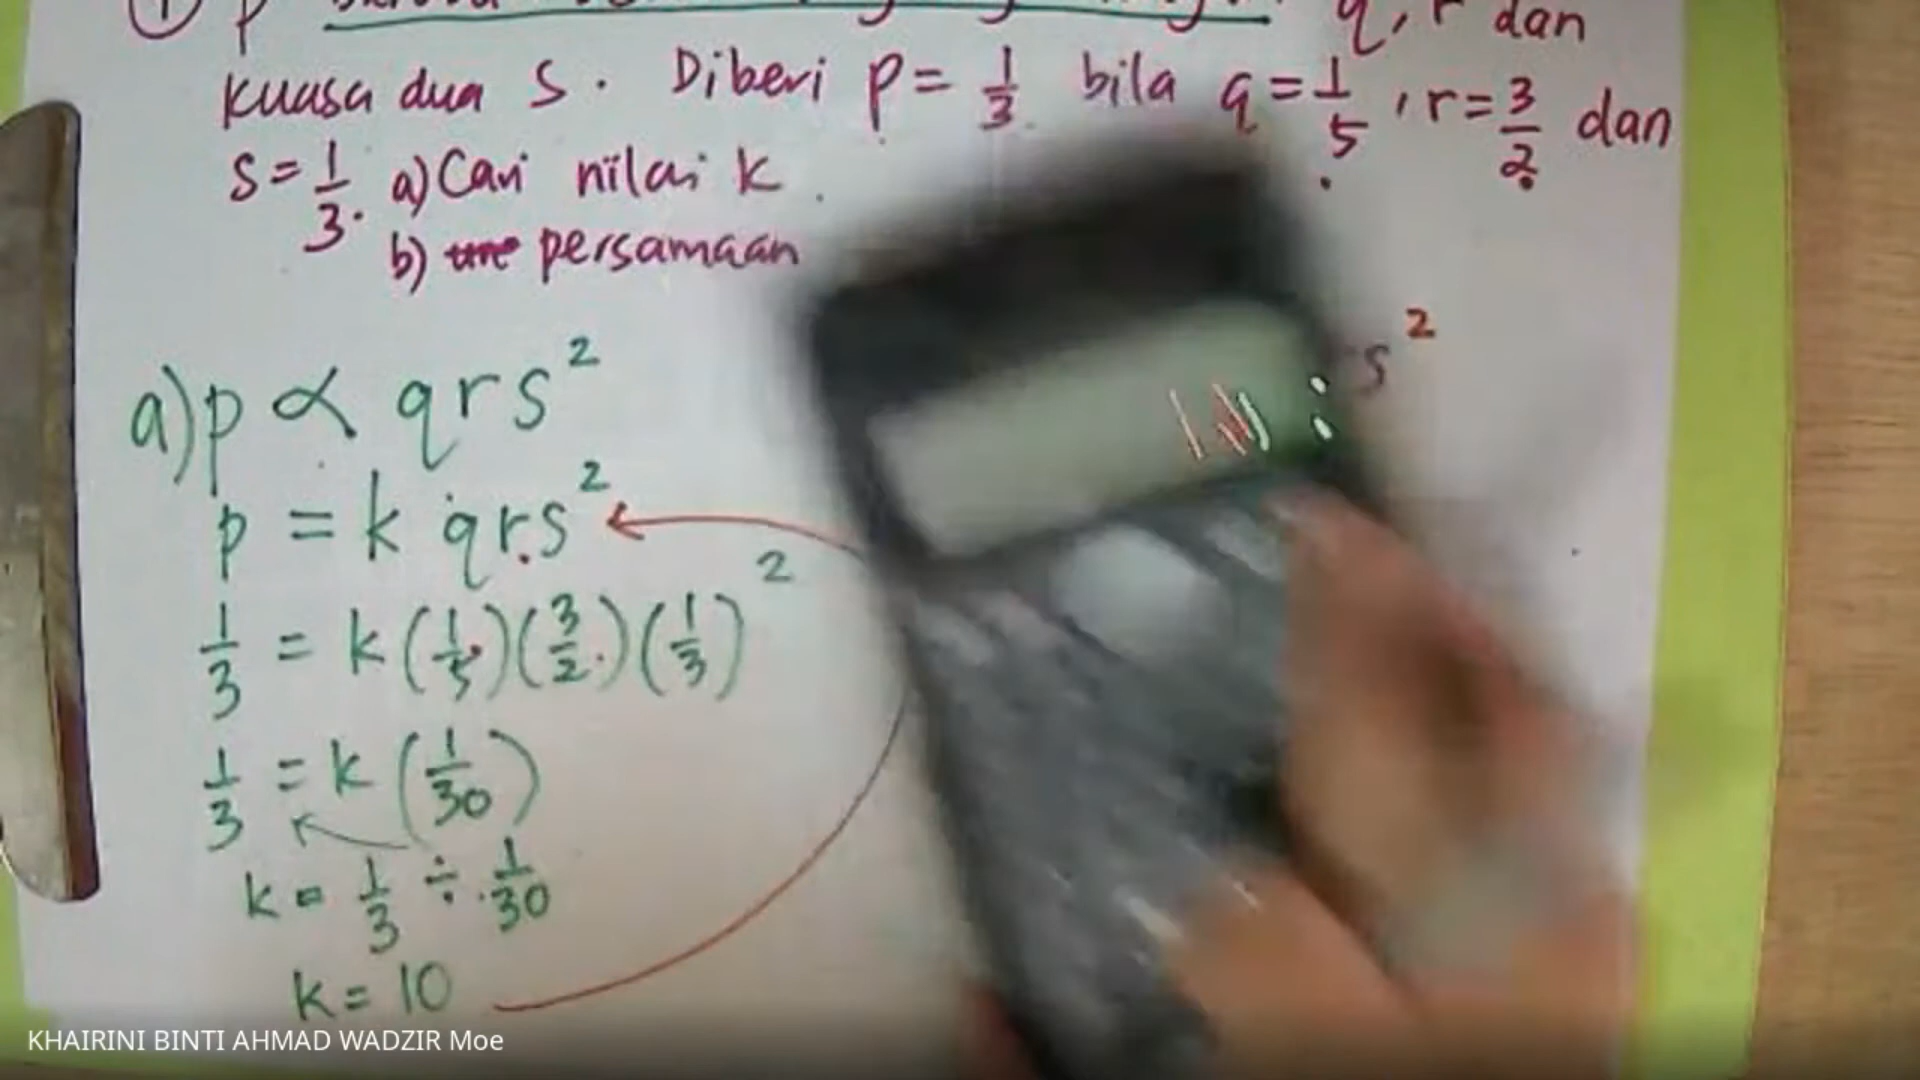 ① p q, r dan
kuasa dua s. Diberi p = 1/3 bila q = 1/5, r = 3/2 dan
s = 1/3. a) Cari nilai k.
b) persamaan
a) p ∝ qrs²
p = k qrs²
1/3 = k (1/5)(3/2)(1/3)²
1/3 = k (1/30)
k = 1/3 ÷ 1/30
k = 10
s²
KHAIRINI BINTI AHMAD WADZIR Moe